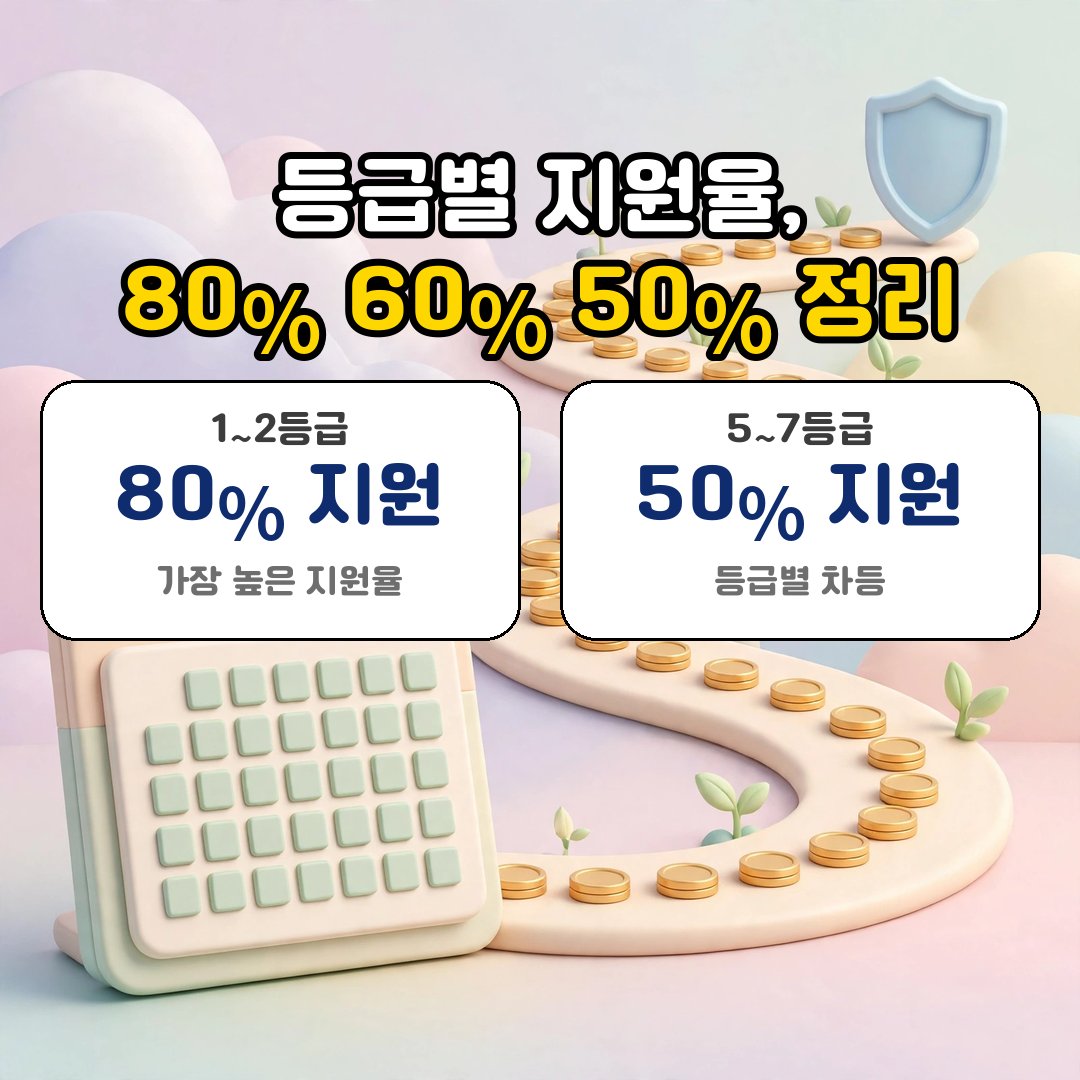 등급별 지원율,
80% 60% 50% 정리
1~2등급
80% 지원
가장 높은 지원율
5~7등급
50% 지원
등급별 차등